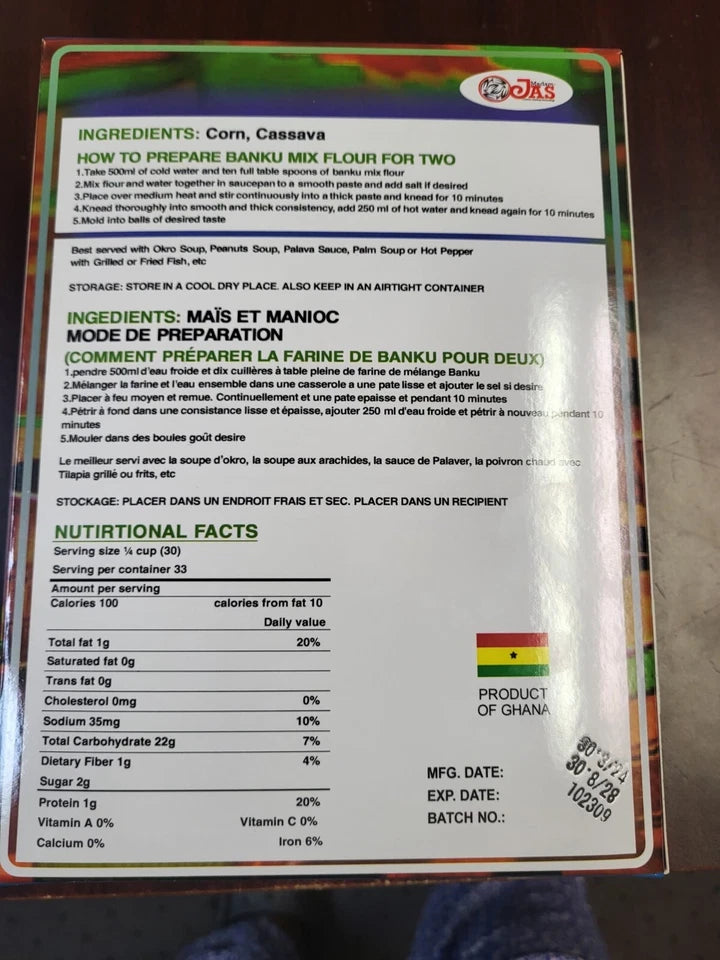 Madam
JAS
INGREDIENTS: Corn, Cassava
HOW TO PREPARE BANKU MIX FLOUR FOR TWO
1.Take 500ml of cold water and ten full table spoons of banku mix flour
2.Mix flour and water together in saucepan to a smooth paste and add salt if desired
3.Place over medium heat and stir continuously into a thick paste and knead for 10 minutes
4.Knead thoroughly into smooth and thick consistency, add 250 ml of hot water and knead again for 10 minutes
5.Mold into balls of desired taste
Best served with Okro Soup, Peanuts Soup, Palava Sauce, Palm Soup or Hot Pepper
with Grilled or Fried Fish, etc
STORAGE: STORE IN A COOL DRY PLACE. ALSO KEEP IN AN AIRTIGHT CONTAINER
INGEDIENTS: MAÏS ET MANIOC
MODE DE PREPARATION
(COMMENT PRÉPARER LA FARINE DE BANKU POUR DEUX)
1.pendre 500ml d'eau froide et dix cuillères à table pleine de farine de mélange Banku
2.Mélanger la farine et l'eau ensemble dans une casserole a une pate lisse et ajouter le sel si desire
3.Placer à feu moyen et remue. Continuellement et une pate epaisse et pendant 10 minutes
4.Pétrir à fond dans une consistance lisse et épaisse, ajouter 250 ml d'eau froide et pétrir à nouveau pendant 10
minutes
5.Mouler dans des boules goût desire
Le meilleur servi avec la soupe d'okro, la soupe aux arachides, la sauce de Palaver, la poivron chaud avec
Tilapia grillé ou frits, etc
STOCKAGE: PLACER DANS UN ENDROIT FRAIS ET SEC. PLACER DANS UN RECIPIENT
NUTIRTIONAL FACTS
Serving size ¼ cup (30)
Serving per container 33
Amount per serving
Calories 100 calories from fat 10
Daily value
Total fat 1g 20%
Saturated fat 0g
Trans fat 0g
Cholesterol 0mg 0%
Sodium 35mg 10%
Total Carbohydrate 22g 7%
Dietary Fiber 1g 4%
Sugar 2g
Protein 1g 20%
Vitamin A 0% Vitamin C 0%
Calcium 0% Iron 6%
PRODUCT
OF GHANA
MFG. DATE: 30·3/24
EXP. DATE: 30·8/28
BATCH NO.: 102309